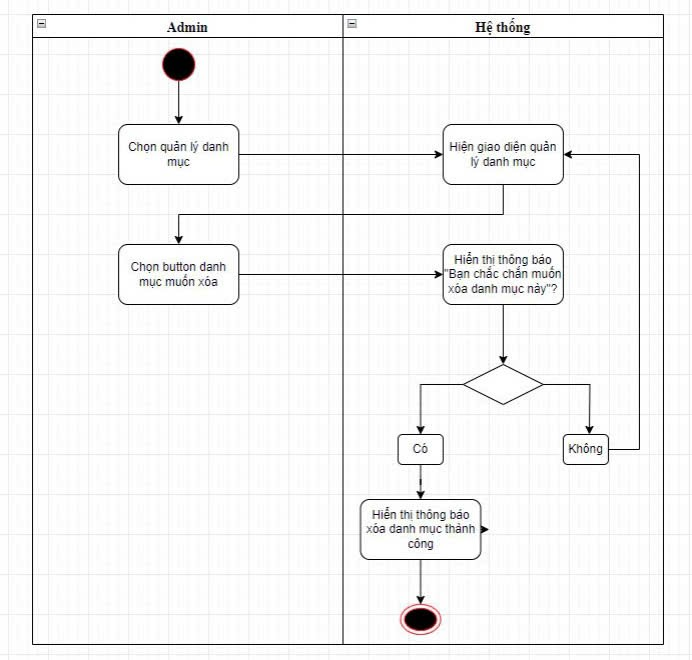 Admin
Hệ thống
Chọn quản lý danh
mục
Hiện giao diện quản
lý danh mục
Chọn button danh
mục muốn xóa
Hiển thị thông báo
"Bạn chắc chắn muốn
xóa danh mục này"?
Có
Không
Hiển thị thông báo
xóa danh mục thành
công